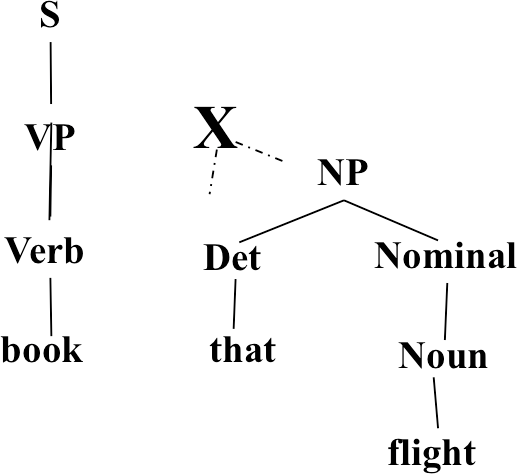 S
VP
X
NP
Verb
Det
Nominal
book
that
Noun
flight